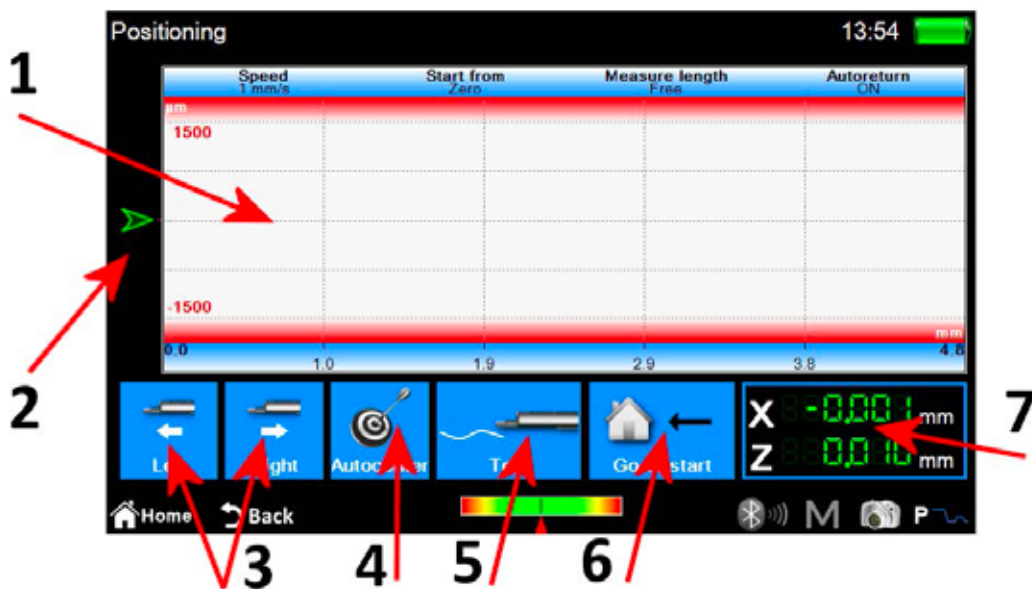 Positioning 13:54
1
Speed Start from Measure length Autoreturn
1 mm/s Zero Free ON
µm
1500
-1500
mm
0.0 4.8
1.0 1.9 2.9 3.8
2
7
X -0,001 mm
Z 0,010 mm
Home Back M P
3 4 5 6